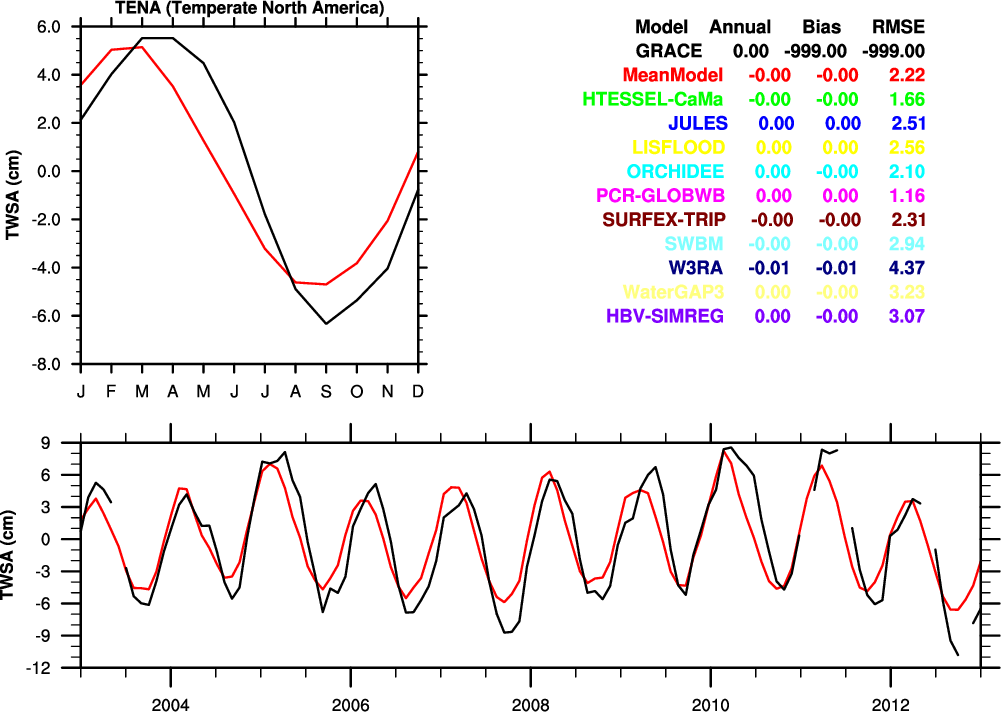 TENA (Temperate North America)
6.0
4.0
2.0
0.0
-2.0
-4.0
-6.0
-8.0
TWSA (cm)
J F M A M J J A S O N D
Model Annual Bias RMSE
GRACE 0.00 -999.00 -999.00
MeanModel -0.00 -0.00 2.22
HTESSEL-CaMa -0.00 -0.00 1.66
JULES 0.00 0.00 2.51
LISFLOOD 0.00 0.00 2.56
ORCHIDEE 0.00 -0.00 2.10
PCR-GLOBWB 0.00 0.00 1.16
SURFEX-TRIP -0.00 -0.00 2.31
SWBM -0.00 -0.00 2.94
W3RA -0.01 -0.01 4.37
WaterGAP3 0.00 -0.00 3.23
HBV-SIMREG 0.00 -0.00 3.07
9
6
3
0
-3
-6
-9
-12
TWSA (cm)
2004 2006 2008 2010 2012